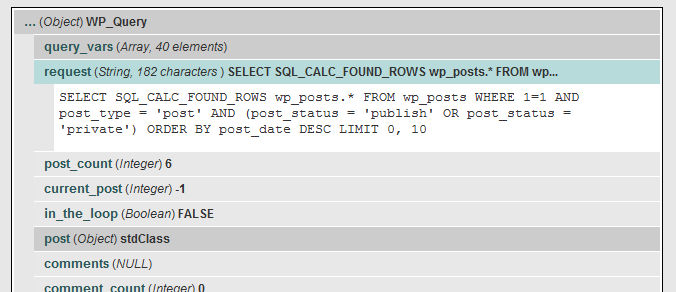 ... (Object) WP_Query
query_vars (Array, 40 elements)
request (String, 182 characters ) SELECT SQL_CALC_FOUND_ROWS wp_posts.* FROM wp...
SELECT SQL_CALC_FOUND_ROWS wp_posts.* FROM wp_posts WHERE 1=1 AND
post_type = 'post' AND (post_status = 'publish' OR post_status =
'private') ORDER BY post_date DESC LIMIT 0, 10
post_count (Integer) 6
current_post (Integer) -1
in_the_loop (Boolean) FALSE
post (Object) stdClass
comments (NULL)
comment_count (Integer) 0